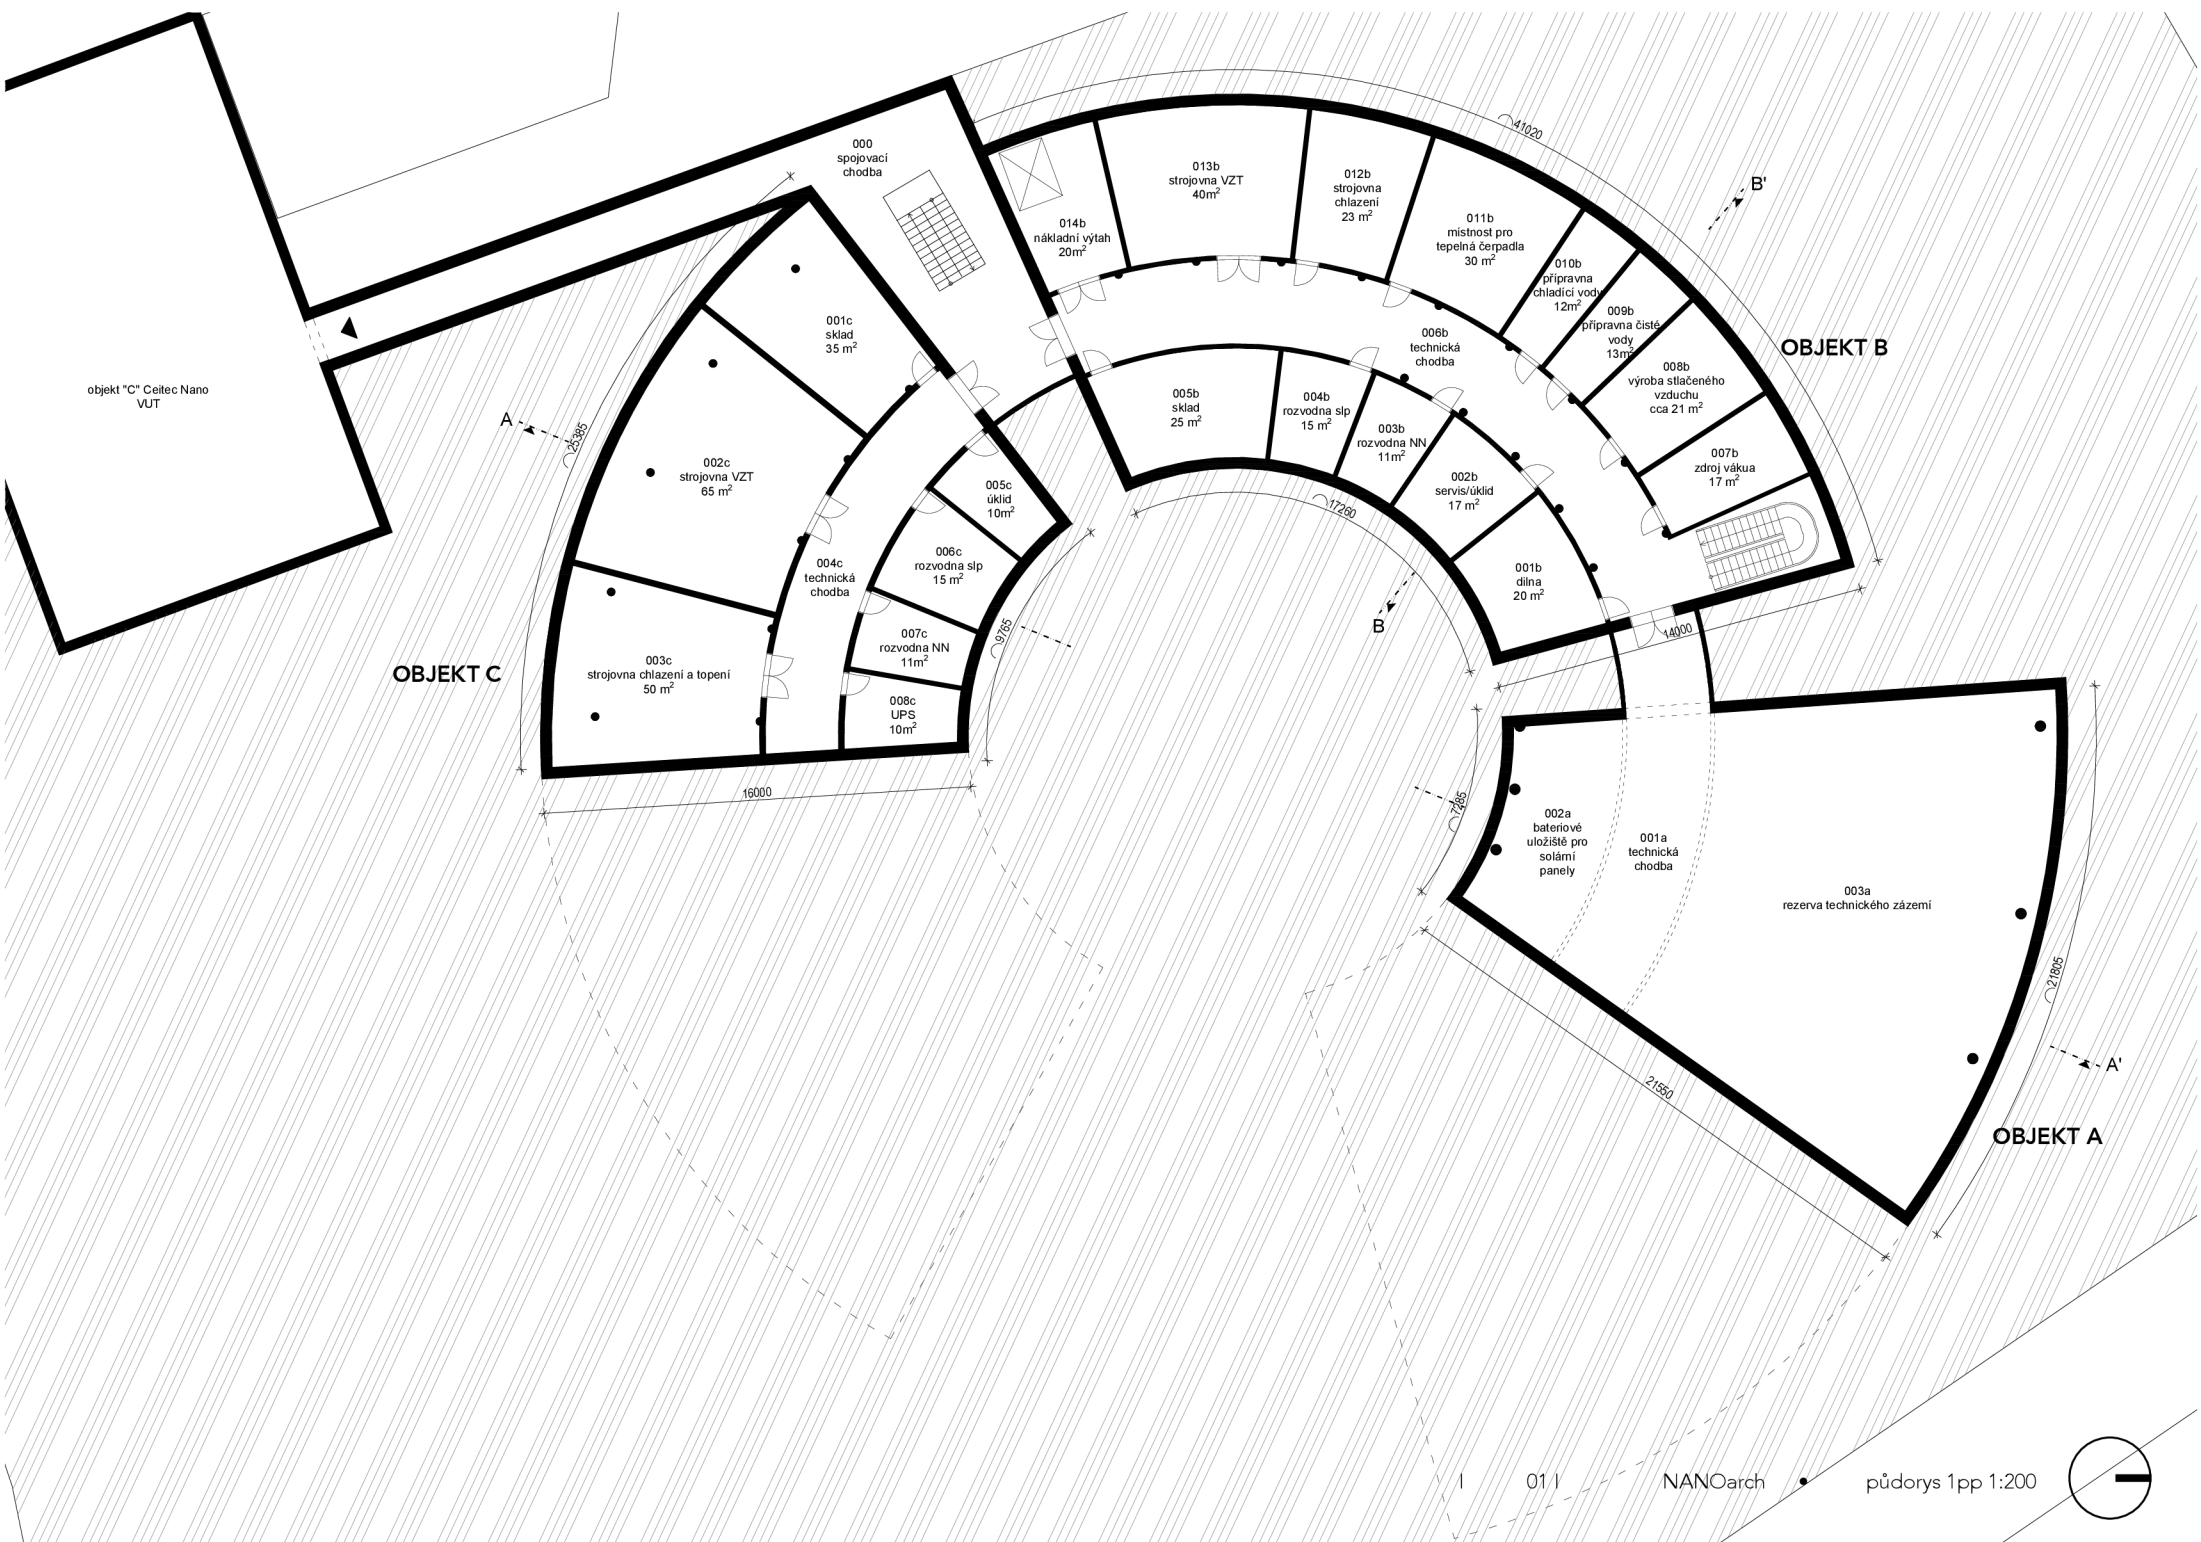 000
spojovací
chodba
41020
013b
strojovna VZT
40m²
012b
strojovna
chlazení
23 m²
B'
014b
nákladní výtah
20m²
011b
místnost pro
tepelná čerpadla
30 m²
010b
přípravna
chladící vody
12m²
009b
přípravna čisté
vody
13m²
001c
sklad
35 m²
006b
technická
chodba
OBJEKT B
008b
výroba stlačeného
vzduchu
cca 21 m²
objekt "C" Ceitec Nano
VUT
A
25385
005b
sklad
25 m²
004b
rozvodna slp
15 m²
003b
rozvodna NN
11m²
002c
strojovna VZT
65 m²
007b
zdroj vákua
17 m²
005c
úklid
10m²
002b
servis/úklid
17 m²
17260
006c
rozvodna slp
15 m²
004c
technická
chodba
001b
dílna
20 m²
B
14000
9765
007c
rozvodna NN
11m²
OBJEKT C
003c
strojovna chlazení a topení
50 m²
008c
UPS
10m²
16000
7285
002a
bateriové
uložiště pro
solární
panely
001a
technická
chodba
003a
rezerva technického zázemí
21805
A'
21550
OBJEKT A
| 01 | NANOarch půdorys 1pp 1:200